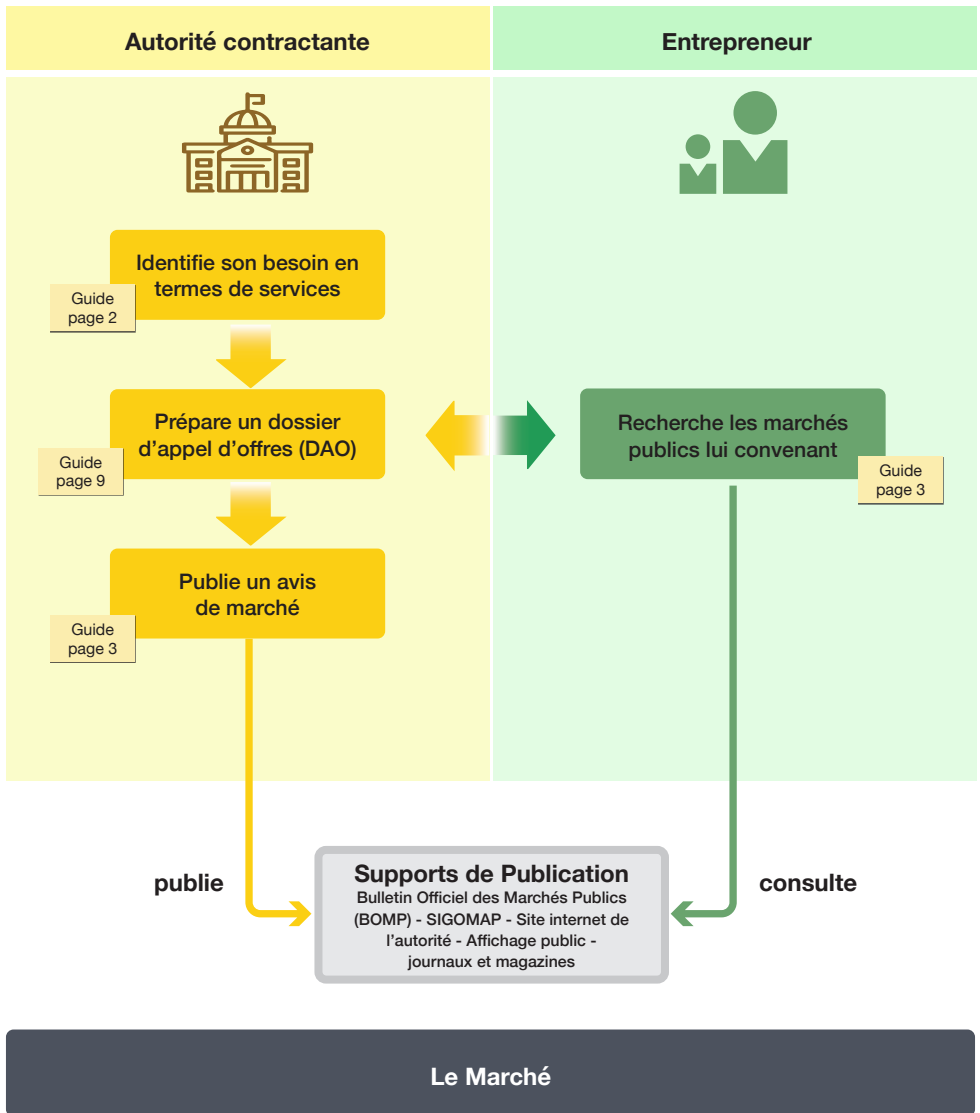 Autorité contractante
Entrepreneur
Identifie son besoin en
termes de services
Guide
page 2
Prépare un dossier
d'appel d'offres (DAO)
Guide
page 9
Recherche les marchés
publics lui convenant
Guide
page 3
Publie un avis
de marché
Guide
page 3
publie
Supports de Publication
Bulletin Officiel des Marchés Publics
(BOMP) - SIGOMAP - Site internet de
l'autorité - Affichage public -
journaux et magazines
consulte
Le Marché